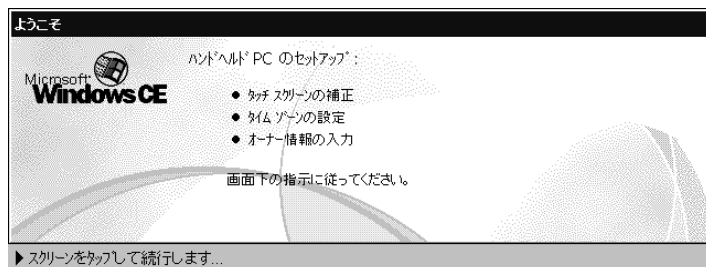 ようこそ
Microsoft
Windows CE
ﾊﾝﾄﾞﾍﾙﾄﾞ PC のｾｯﾄｱｯﾌﾟ:
● ﾀｯﾁ ｽｸﾘｰﾝの補正
● ﾀｲﾑ ｿﾞｰﾝの設定
● ｵｰﾅｰ情報の入力
画面下の指示に従ってください。
▶ ｽｸﾘｰﾝをﾀｯﾌﾟして続行します...